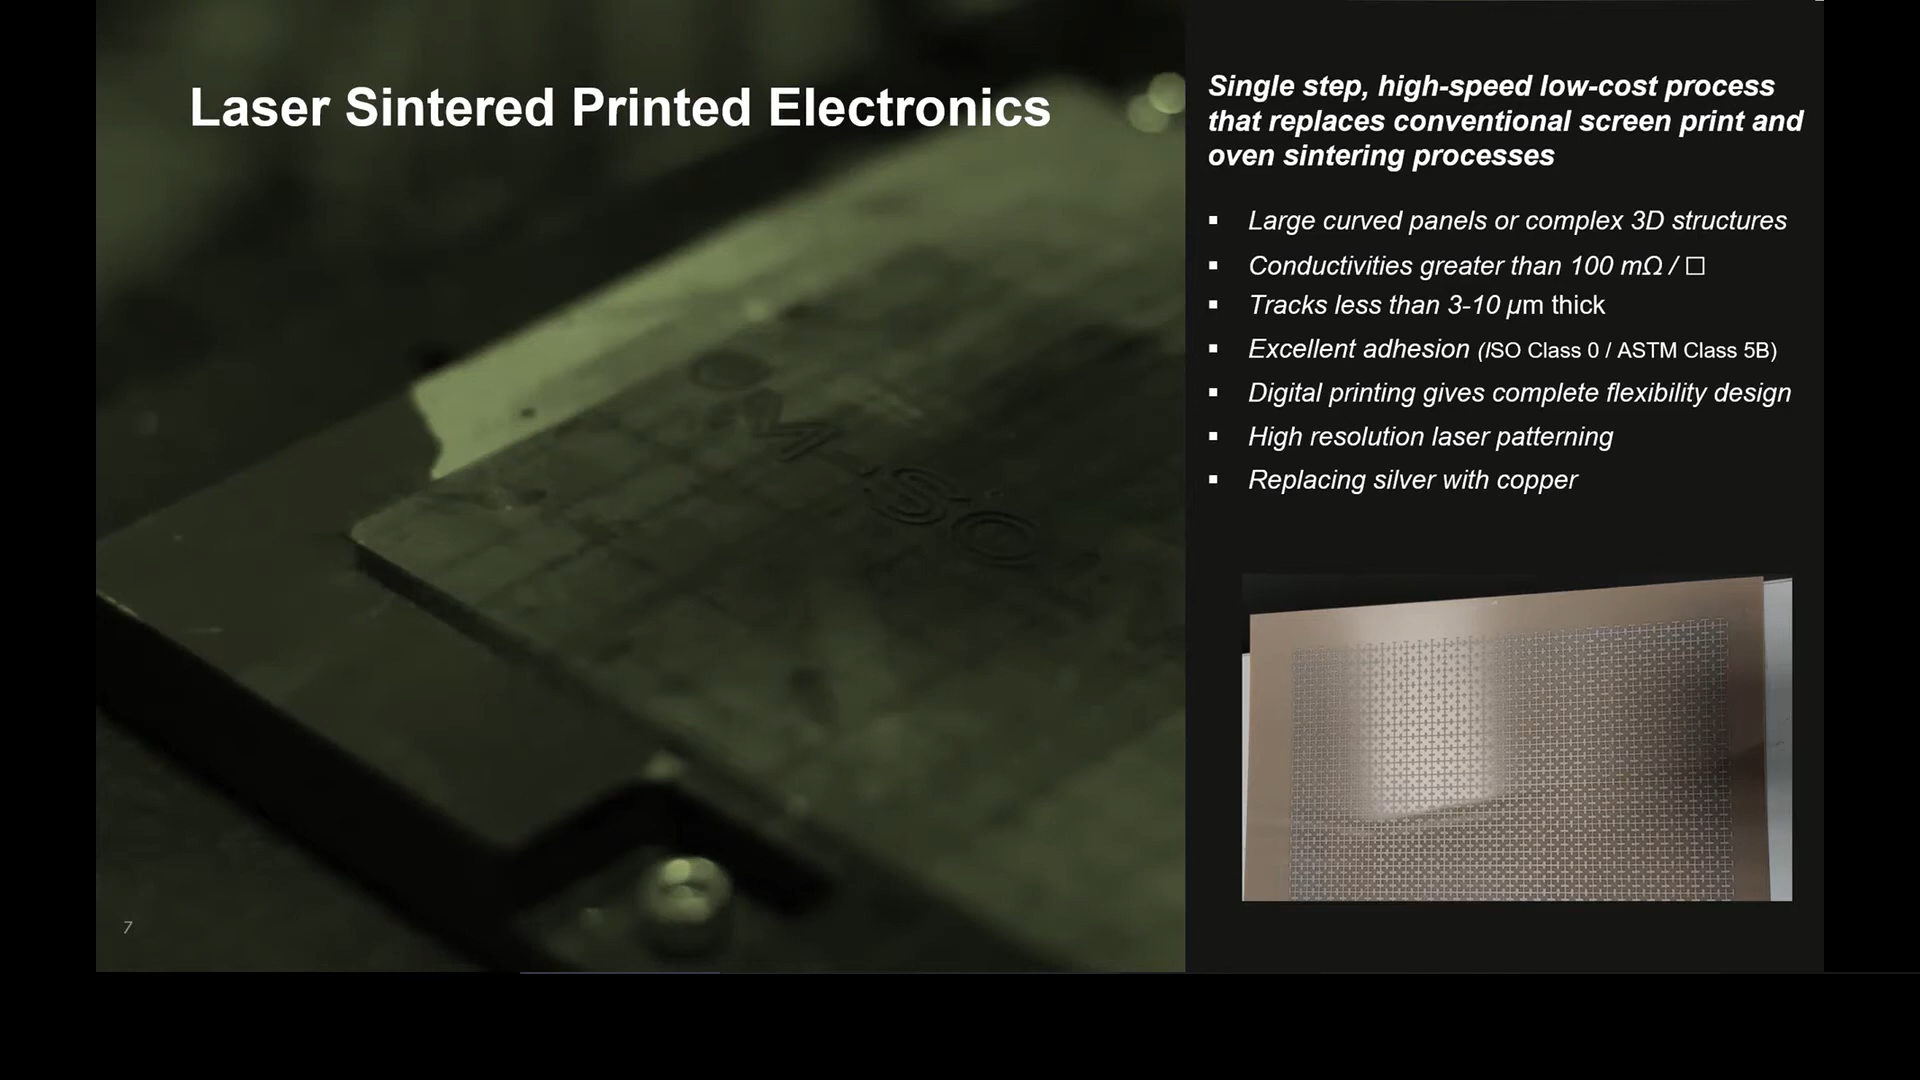 Laser Sintered Printed Electronics
Single step, high-speed low-cost process
that replaces conventional screen print and
oven sintering processes
▪ Large curved panels or complex 3D structures
▪ Conductivities greater than 100 mΩ / □
▪ Tracks less than 3-10 µm thick
▪ Excellent adhesion (ISO Class 0 / ASTM Class 5B)
▪ Digital printing gives complete flexibility design
▪ High resolution laser patterning
▪ Replacing silver with copper
7